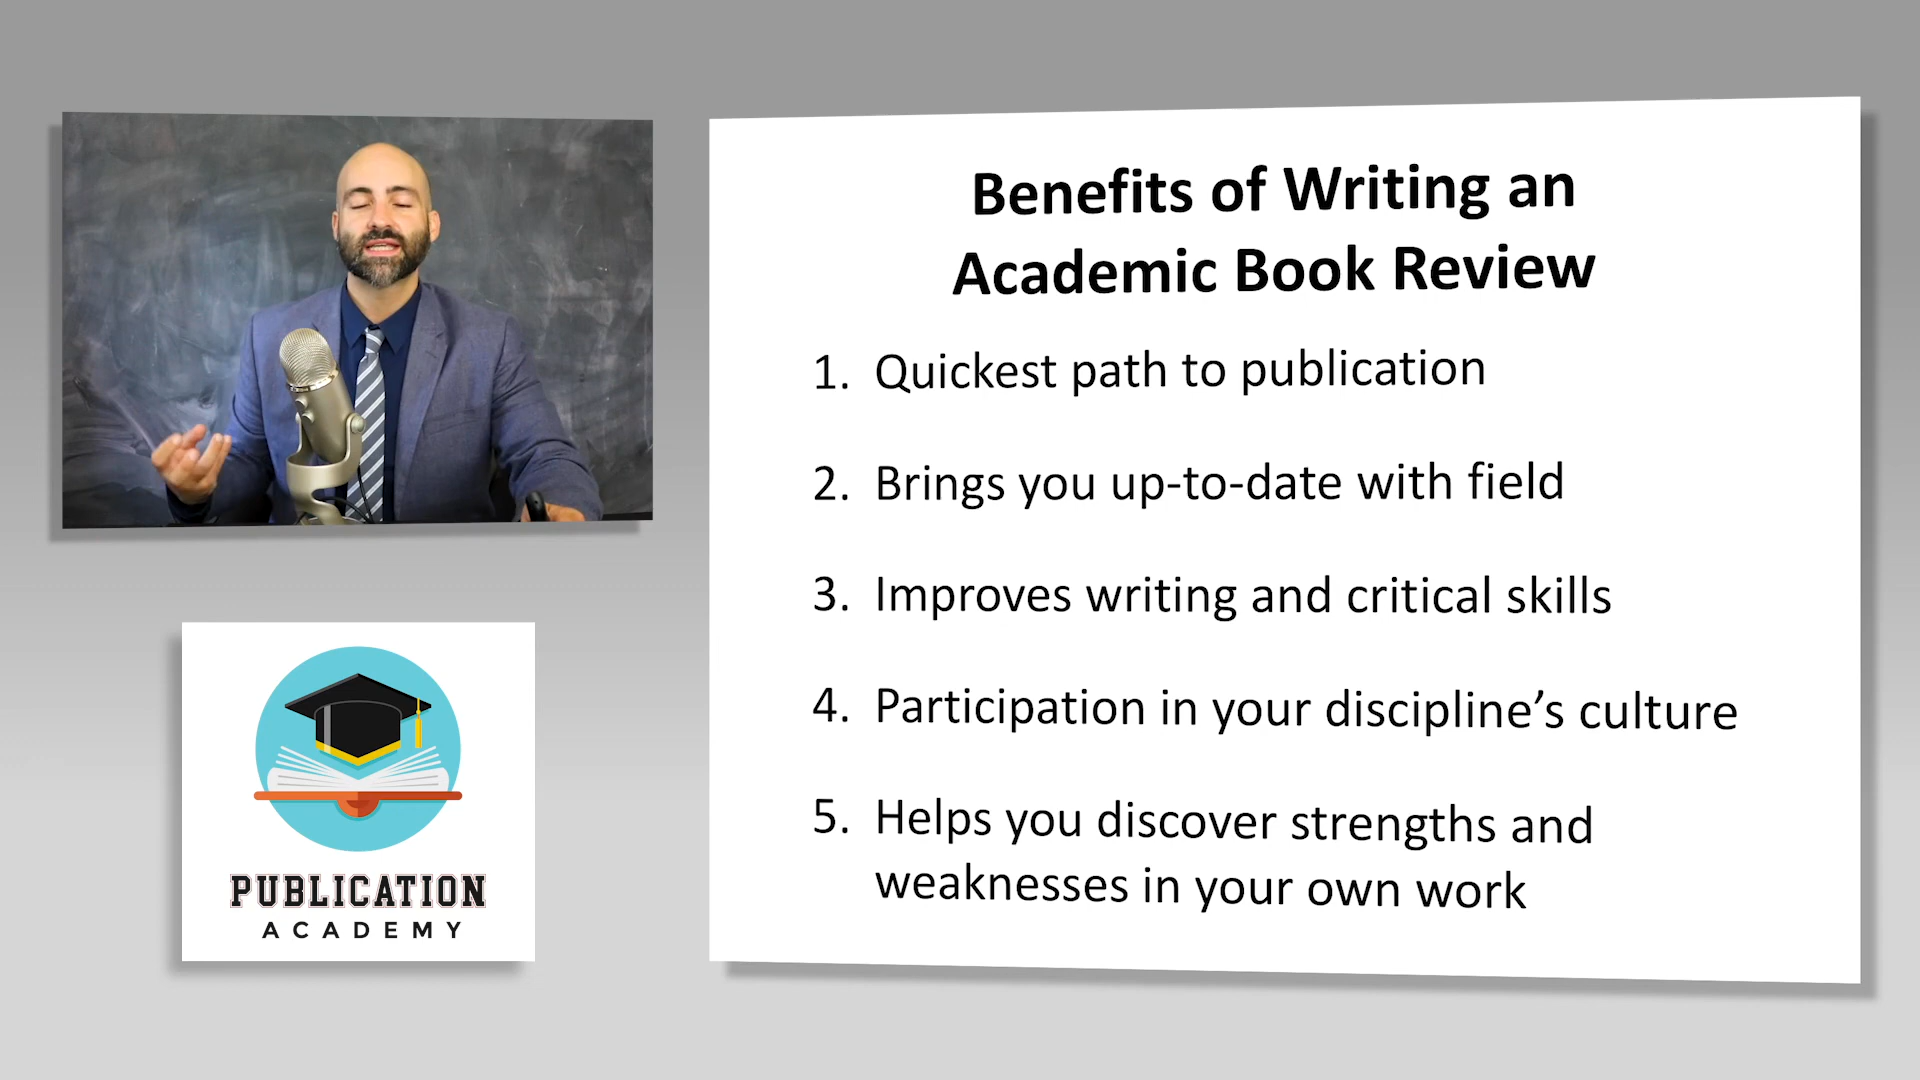 Benefits of Writing an
Academic Book Review
1. Quickest path to publication
2. Brings you up-to-date with field
3. Improves writing and critical skills
4. Participation in your discipline’s culture
5. Helps you discover strengths and
weaknesses in your own work
PUBLICATION
ACADEMY